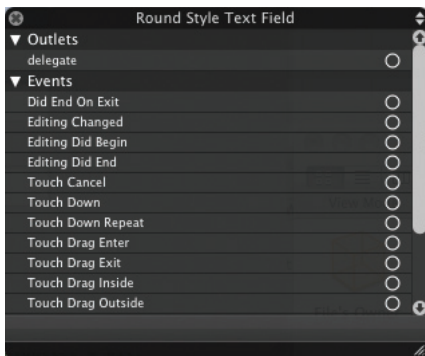 Round Style Text Field
Outlets
delegate
Events
Did End On Exit
Editing Changed
Editing Did Begin
Editing Did End
Touch Cancel
Touch Down
Touch Down Repeat
Touch Drag Enter
Touch Drag Exit
Touch Drag Inside
Touch Drag Outside